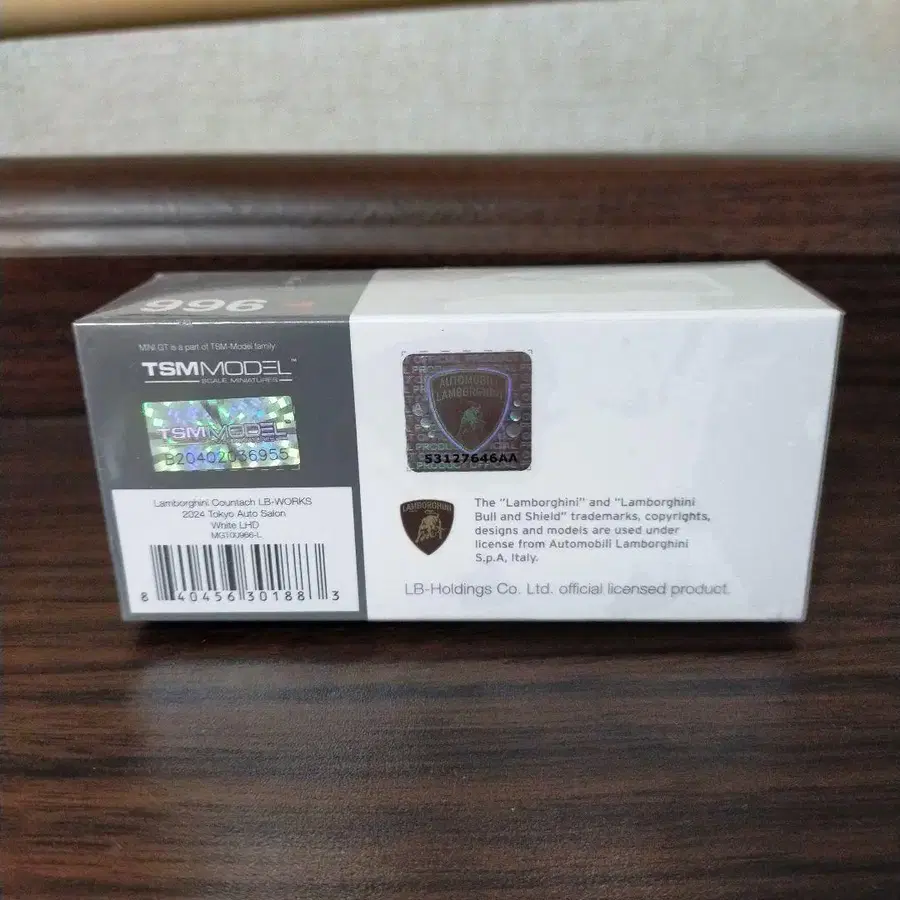 996
MINI GT is a part of TSM-Model family
TSMMODEL™
SCALE MINIATURES
TSMMODEL
B20402036955
Lamborghini Countach LB-WORKS
2024 Tokyo Auto Salon
White LHD
MGT00966-L
8 40456 30188 3
AUTOMOBILI
LAMBORGHINI
53127646AA
LAMBORGHINI
The "Lamborghini" and "Lamborghini
Bull and Shield" trademarks, copyrights,
designs and models are used under
license from Automobili Lamborghini
S.p.A, Italy.
LB-Holdings Co. Ltd. official licensed product.